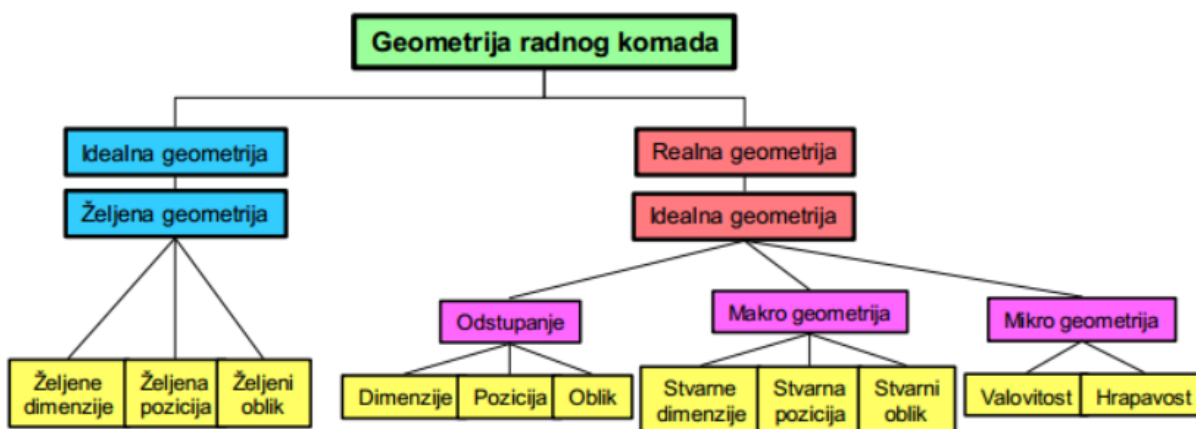 Geometrija radnog komada
Idealna geometrija
Realna geometrija
Željena geometrija
Idealna geometrija
Odstupanje
Makro geometrija
Mikro geometrija
Željene
dimenzije
Željena
pozicija
Željeni
oblik
Dimenzije
Pozicija
Oblik
Stvarne
dimenzije
Stvarna
pozicija
Stvarni
oblik
Valovitost
Hrapavost